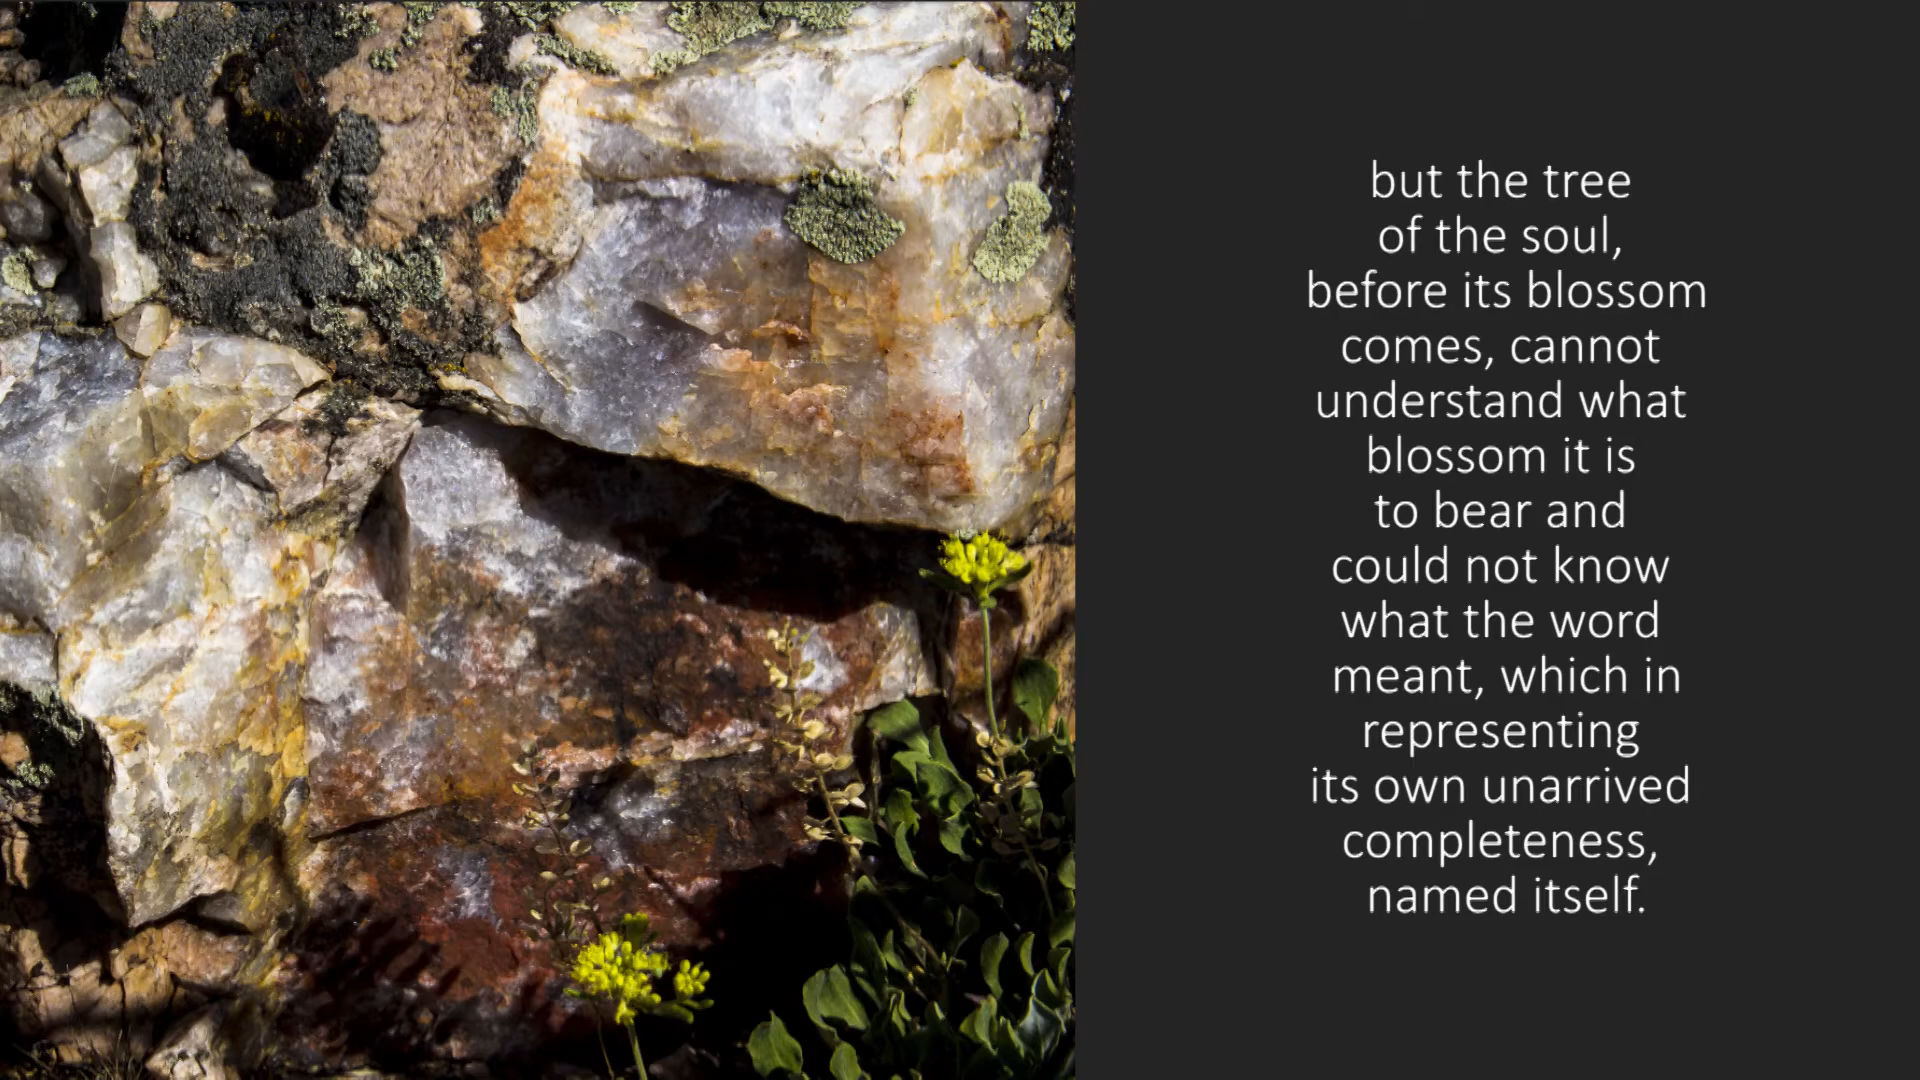 but the tree
of the soul,
before its blossom
comes, cannot
understand what
blossom it is
to bear and
could not know
what the word
meant, which in
representing
its own unarrived
completeness,
named itself.